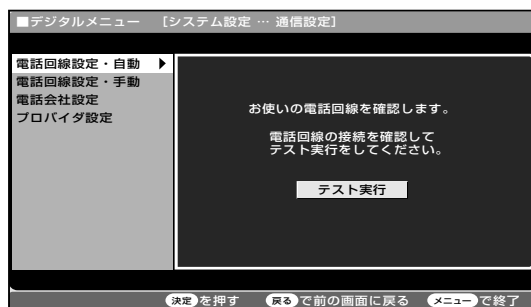 ■デジタルメニュー [システム設定 … 通信設定]
電話回線設定・自動 ▶
電話回線設定・手動
電話会社設定
プロバイダ設定
お使いの電話回線を確認します。
電話回線の接続を確認して
テスト実行をしてください。
テスト実行
決定を押す 戻るで前の画面に戻る メニューで終了